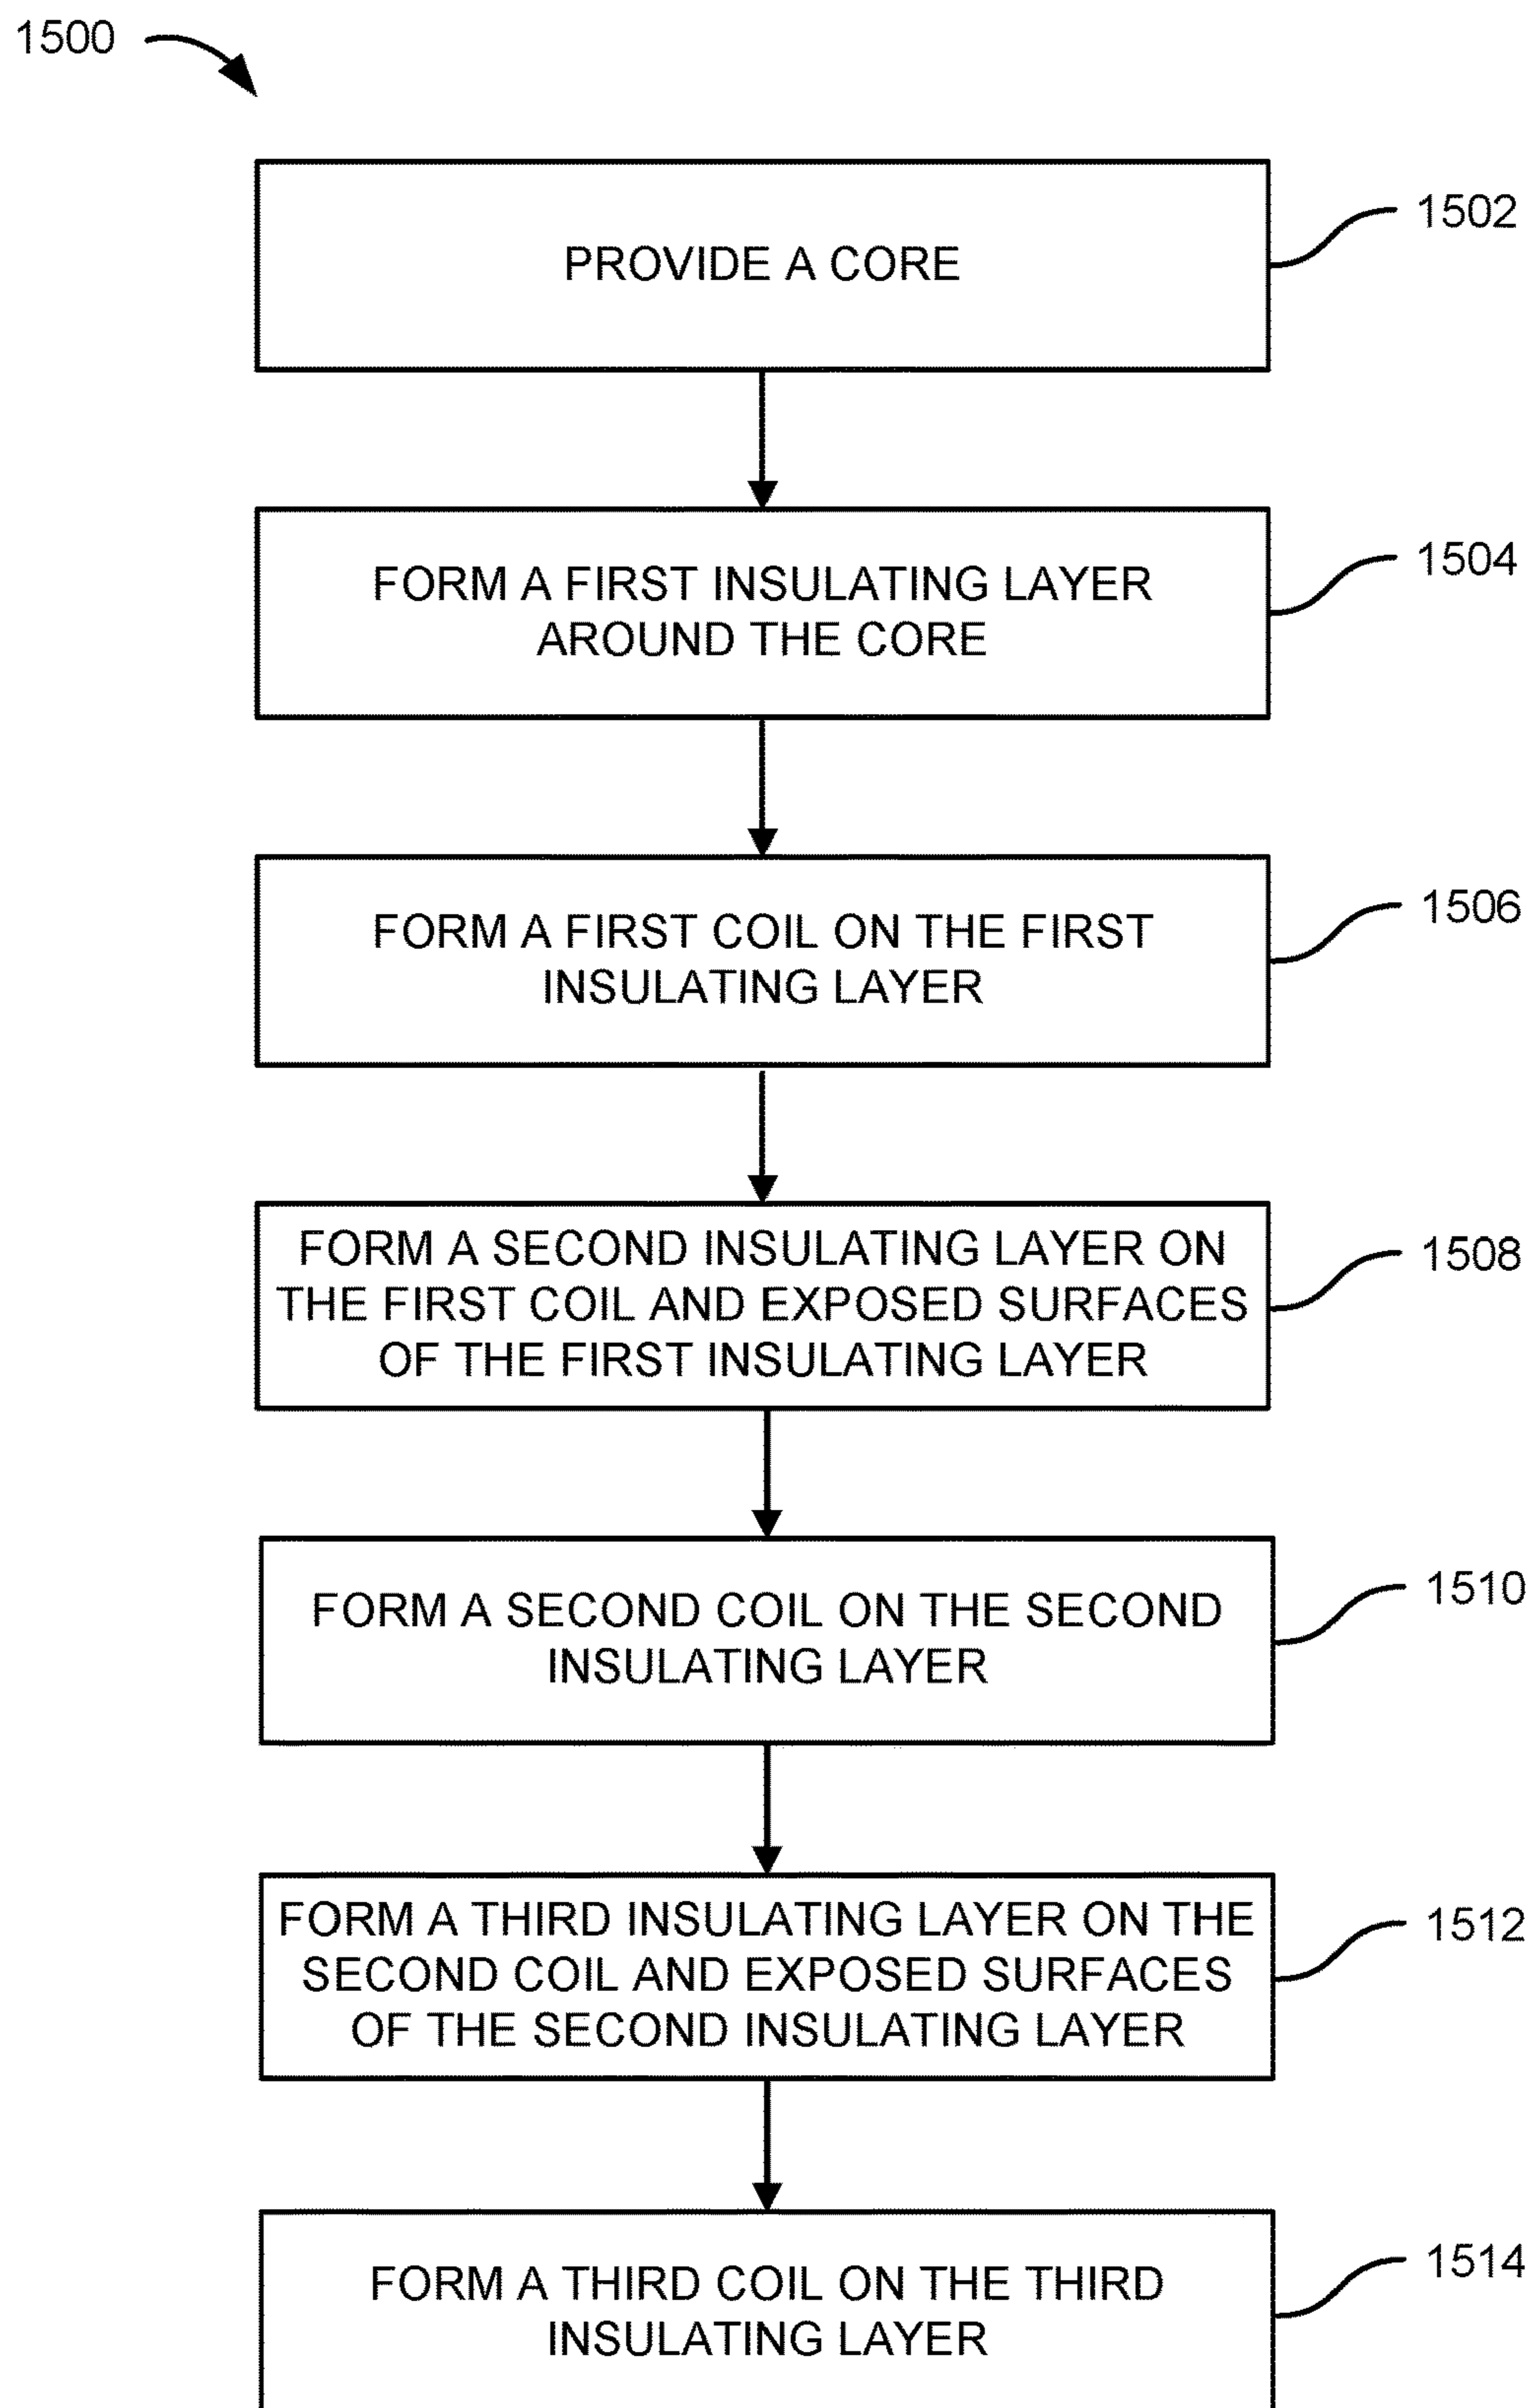 1500
PROVIDE A CORE
1502
FORM A FIRST INSULATING LAYER
AROUND THE CORE
1504
FORM A FIRST COIL ON THE FIRST
INSULATING LAYER
1506
FORM A SECOND INSULATING LAYER ON
THE FIRST COIL AND EXPOSED SURFACES
OF THE FIRST INSULATING LAYER
1508
FORM A SECOND COIL ON THE SECOND
INSULATING LAYER
1510
FORM A THIRD INSULATING LAYER ON THE
SECOND COIL AND EXPOSED SURFACES
OF THE SECOND INSULATING LAYER
1512
FORM A THIRD COIL ON THE THIRD
INSULATING LAYER
1514